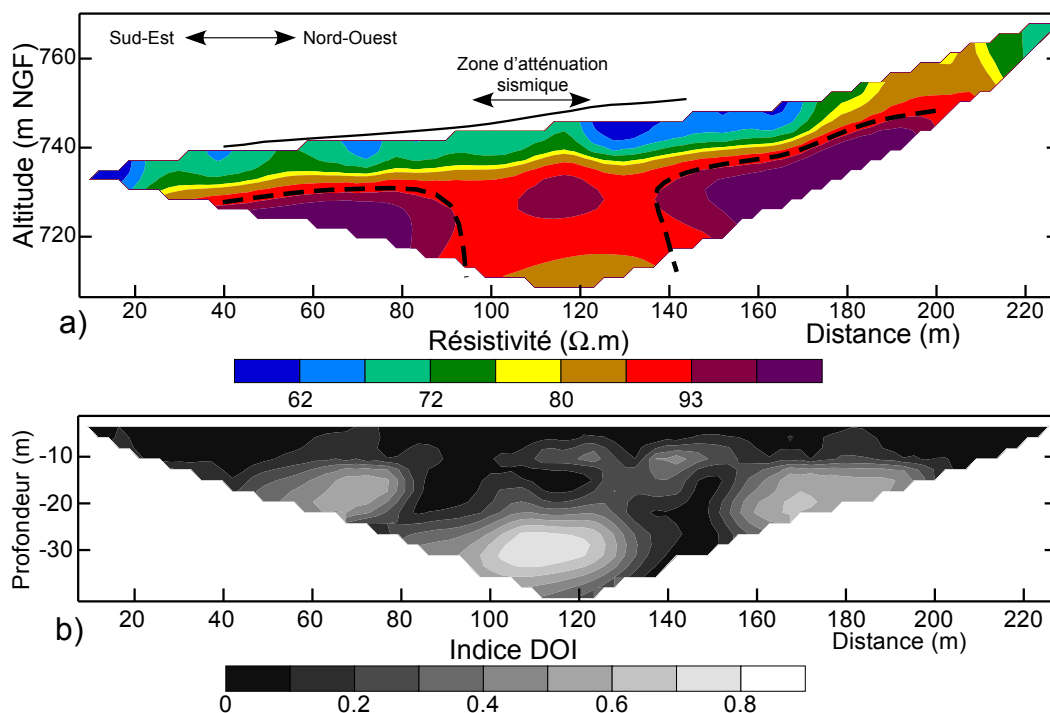 a)
760
740
720
Altitude (m NGF)
Sud-Est
Nord-Ouest
Zone d'atténuation
sismique
20 40 60 80 100 120 140 160 180 200 220
Résistivité (Ω.m)
Distance (m)
62 72 80 93
b)
-10
-20
-30
Profondeur (m)
20 40 60 80 100 120 140 160 180 200 220
Indice DOI
Distance (m)
0 0.2 0.4 0.6 0.8